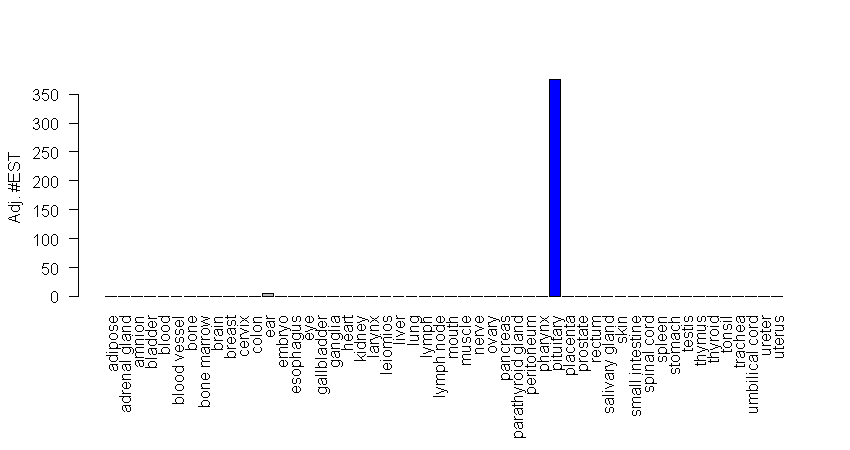 Adj. #EST
350
300
250
200
150
100
50
0
adipose
adrenal gland
amnion
bladder
blood
blood vessel
bone
bone marrow
brain
breast
cervix
colon
ear
embryo
esophagus
eye
gallbladder
ganglia
heart
kidney
larynx
leiomios
liver
lung
lymph
lymph node
mouth
muscle
nerve
ovary
pancreas
parathyroid gland
peritoneum
pharynx
pituitary
placenta
prostate
rectum
salivary gland
skin
small intestine
spinal cord
spleen
stomach
testis
thymus
thyroid
tonsil
trachea
umbilical cord
ureter
uterus